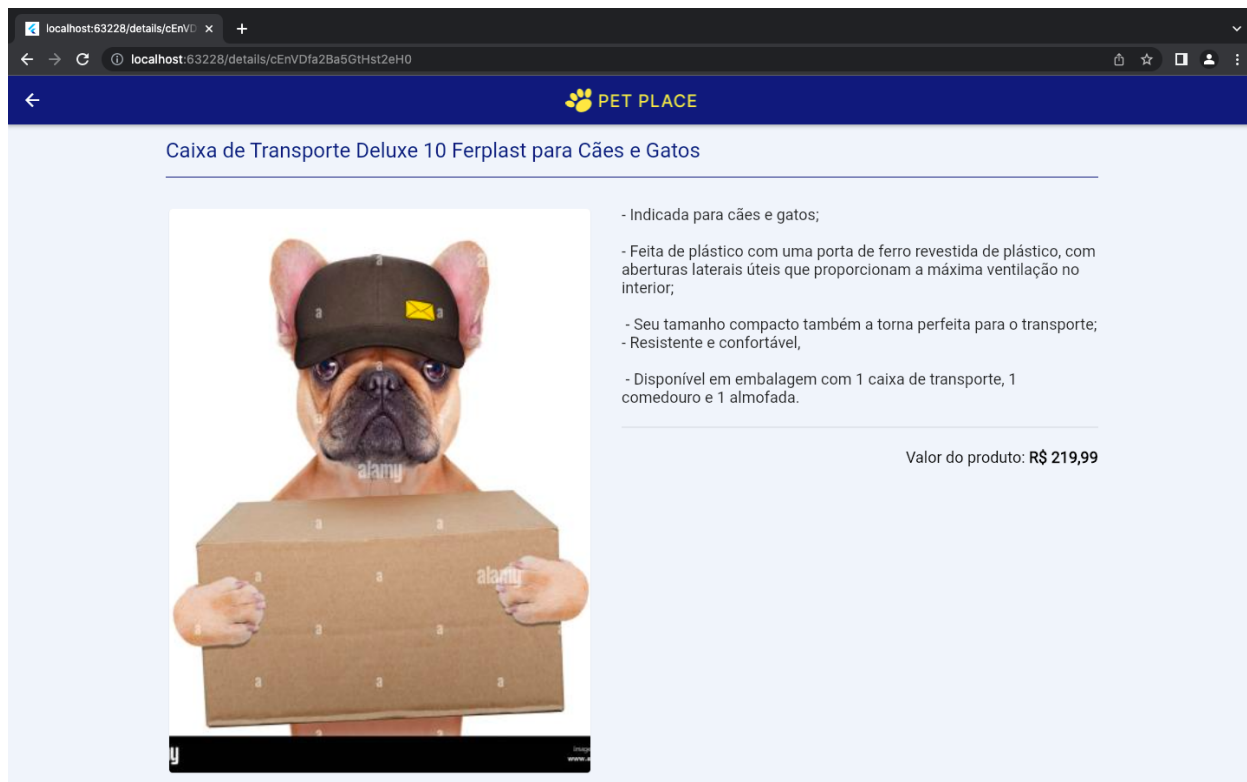 localhost:63228/details/cEnVD
localhost:63228/details/cEnVDfa2Ba5GtHst2eH0
PET PLACE
Caixa de Transporte Deluxe 10 Ferplast para Cães e Gatos
- Indicada para cães e gatos;
- Feita de plástico com uma porta de ferro revestida de plástico, com
aberturas laterais úteis que proporcionam a máxima ventilação no
interior;
- Seu tamanho compacto também a torna perfeita para o transporte;
- Resistente e confortável,
- Disponível em embalagem com 1 caixa de transporte, 1
comedouro e 1 almofada.
Valor do produto: R$ 219,99
a
a
a
a
a
a
alamy
a
a
a
a
alamy
a
a
a
a
a
a
a
a
a
y
Image
www.a